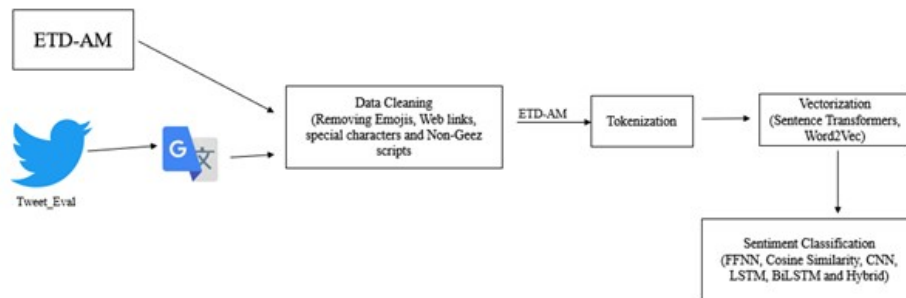 ETD-AM
Tweet_Eval
G 文
Data Cleaning
(Removing Emojis, Web links,
special characters and Non-Geez
scripts
ETD-AM
Tokenization
Vectorization
(Sentence Transformers,
Word2Vec)
Sentiment Classification
(FFNN, Cosine Similarity, CNN,
LSTM, BiLSTM and Hybrid)